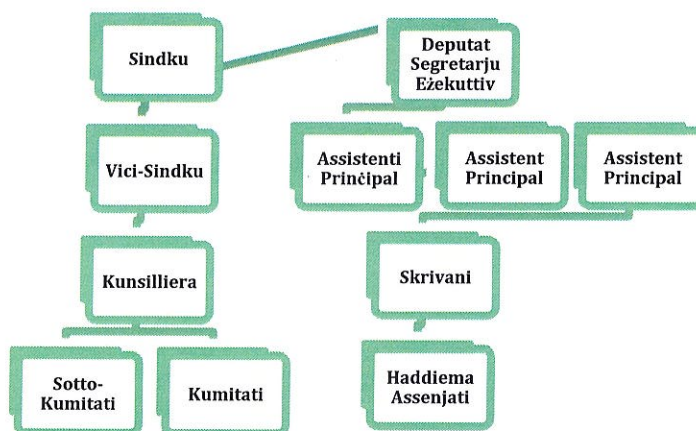 Sindku
Deputat
Segretarju
Eżekuttiv
Vici-Sindku
Assistenti
Prinċipal
Assistent
Principal
Assistent
Principal
Kunsilliera
Skrivani
Sotto-
Kumitati
Kumitati
Haddiema
Assenjati